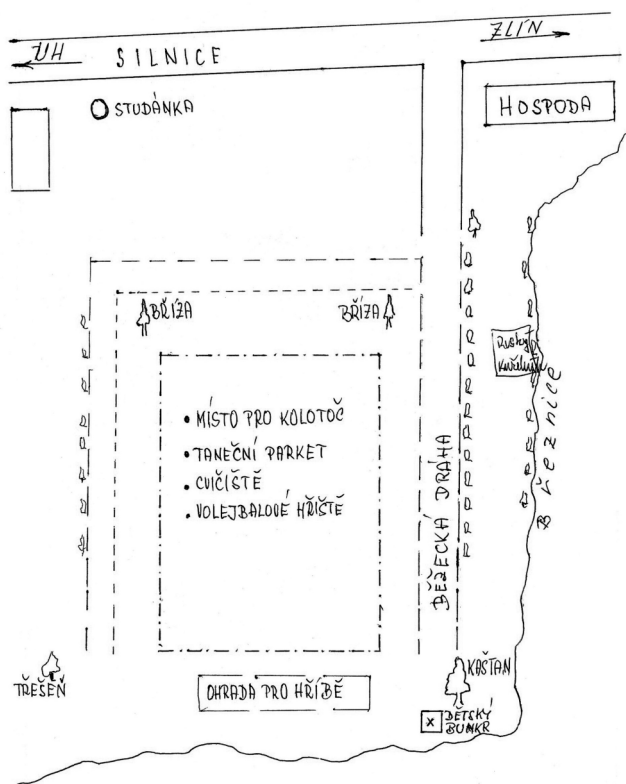 ZLÍN
UH
SILNICE
STUDÁNKA
HOSPODA
BŘÍZA
BŘÍZA
Březnice
• MÍSTO PRO KOLOTOČ
• TANEČNÍ PARKET
• CVIČIŠTĚ
• VOLEJBALOVÉ HŘIŠTĚ
BĚŽECKÁ DRÁHA
TŘEŠEŇ
OHRADA PRO HŘÍBĚ
KAŠTAN
X
DĚTSKÝ
BUNKR